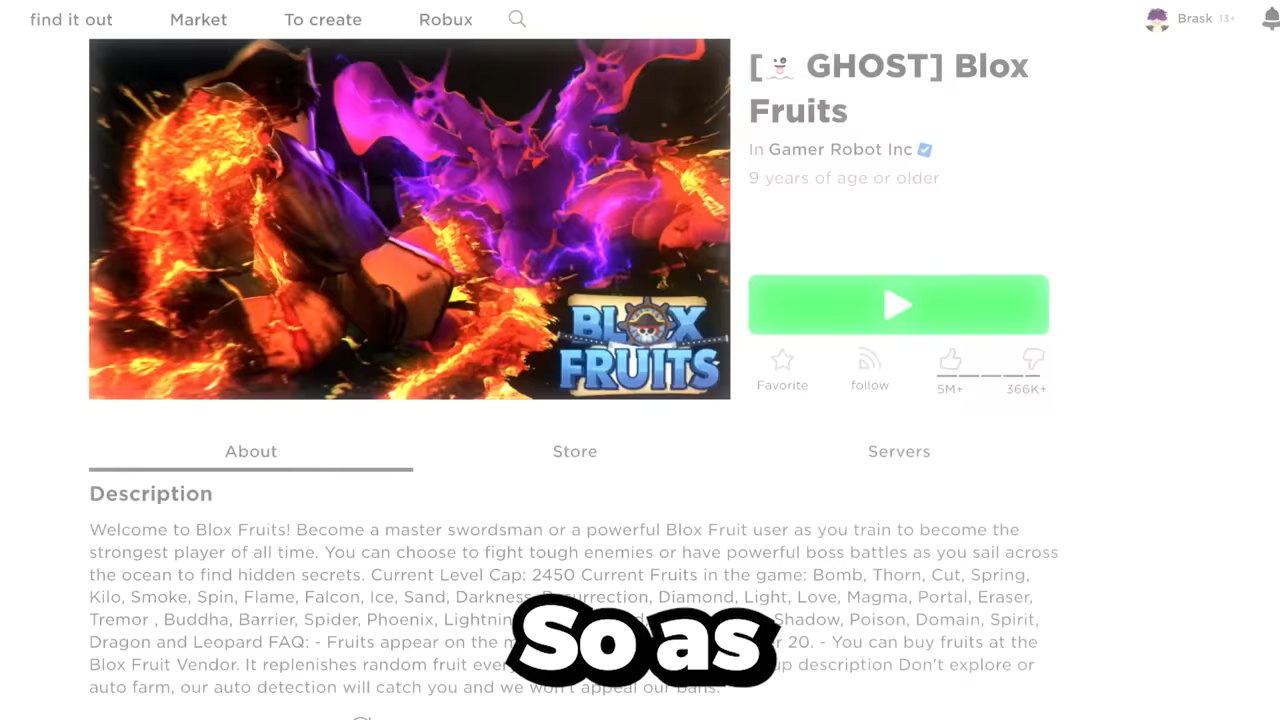 find it out Market To create Robux Brask 13+
[👻 GHOST] Blox
Fruits
In Gamer Robot Inc
9 years of age or older
BLOX
FRUITS
Favorite follow 5M+ 366K+
About Store Servers
Description
Welcome to Blox Fruits! Become a master swordsman or a powerful Blox Fruit user as you train to become the
strongest player of all time. You can choose to fight tough enemies or have powerful boss battles as you sail across
the ocean to find hidden secrets. Current Level Cap: 2450 Current Fruits in the game: Bomb, Thorn, Cut, Spring,
Kilo, Smoke, Spin, Flame, Falcon, Ice, Sand, Darkness, Resurrection, Diamond, Light, Love, Magma, Portal, Eraser,
Tremor , Buddha, Barrier, Spider, Phoenix, Shadow, Poison, Domain, Spirit,
Dragon and Leopard FAQ: - Fruits appear on the 20. - You can buy fruits at the
Blox Fruit Vendor. It replenishes random fruit description Don't explore or
auto farm, our auto detection will catch you and we won't appeal our bans.
So as